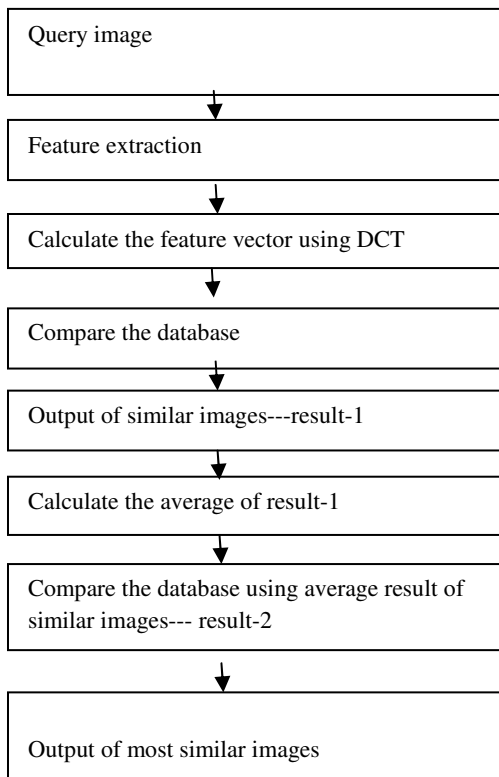 Query image
Feature extraction
Calculate the feature vector using DCT
Compare the database
Output of similar images---result-1
Calculate the average of result-1
Compare the database using average result of
similar images--- result-2
Output of most similar images